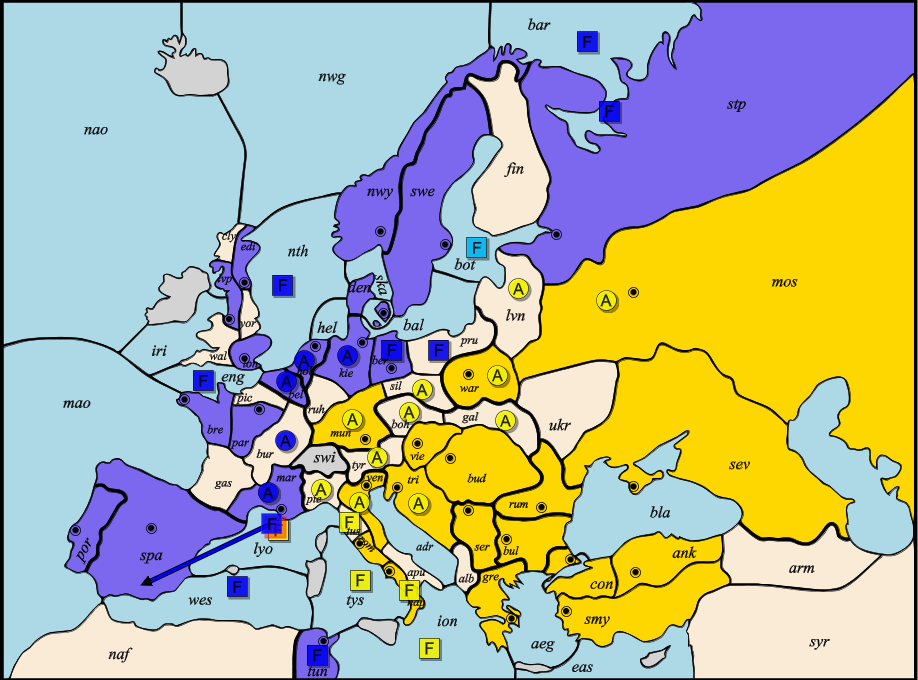 bar
nwg
stp
nao
fin
nwy
swe
cly
edi
nth
bot
den
ska
mos
lvp
lvn
yor
hel
bal
iri
wal
pru
lon
eng
hol
kie
ber
war
mao
bel
sil
pic
ruh
boh
gal
ukr
bre
par
mun
bur
vie
swi
tyr
sev
gas
mar
ven
tri
bud
pie
rum
bla
tus
por
spa
lyo
rom
adr
ser
bul
ank
apu
alb
gre
con
arm
wes
tys
nap
ion
smy
aeg
syr
naf
tun
eas
F
F
F
F
A
A
A
F
F
F
A
A
A
A
A
A
A
A
A
A
A
A
A
A
F
F
F
F
F
F
F